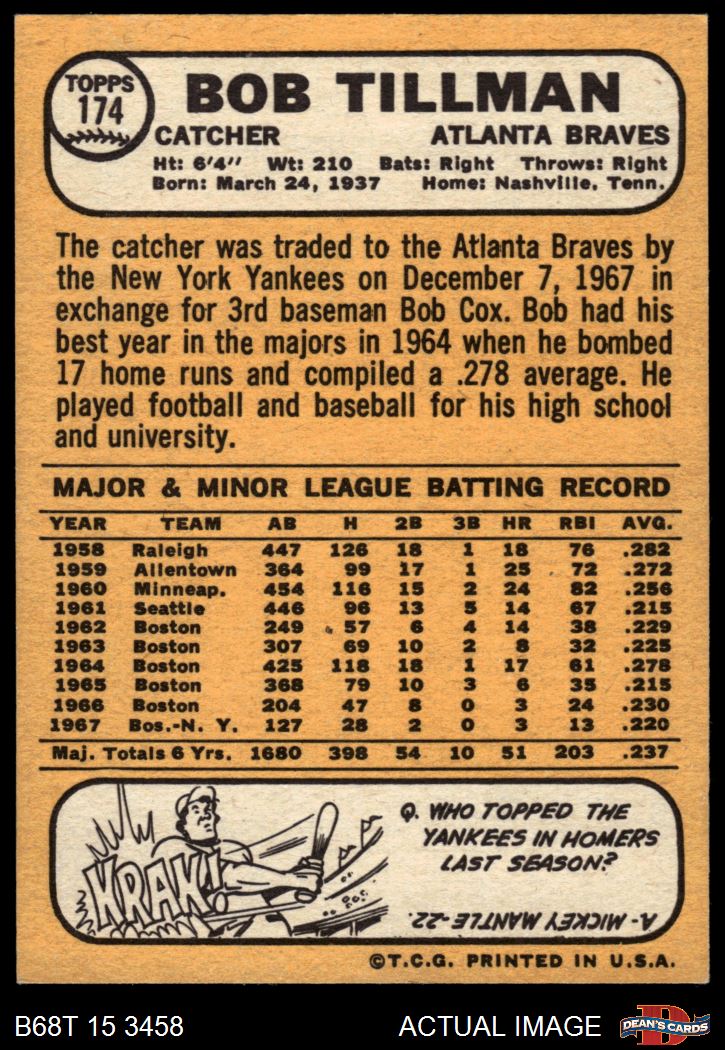 TOPPS
174
BOB TILLMAN
CATCHER ATLANTA BRAVES
Ht: 6'4" Wt: 210 Bats: Right Throws: Right
Born: March 24, 1937 Home: Nashville, Tenn.
The catcher was traded to the Atlanta Braves by
the New York Yankees on December 7, 1967 in
exchange for 3rd baseman Bob Cox. Bob had his
best year in the majors in 1964 when he bombed
17 home runs and compiled a .278 average. He
played football and baseball for his high school
and university.
MAJOR & MINOR LEAGUE BATTING RECORD
YEAR TEAM AB H 2B 3B HR RBI AVG.
1958 Raleigh 447 126 18 1 18 76 .282
1959 Allentown 364 99 17 1 25 72 .272
1960 Minneap. 454 116 15 2 24 82 .256
1961 Seattle 446 96 13 5 14 67 .215
1962 Boston 249 57 6 4 14 38 .229
1963 Boston 307 69 10 2 8 32 .225
1964 Boston 425 118 18 1 17 61 .278
1965 Boston 368 79 10 3 6 35 .215
1966 Boston 204 47 8 0 3 24 .230
1967 Bos.-N. Y. 127 28 2 0 3 13 .220
Maj. Totals 6 Yrs. 1680 398 54 10 51 203 .237
KRAK!
Q. WHO TOPPED THE
YANKEES IN HOMERS
LAST SEASON?
A- MICKEY MANTLE-22.
©T.C.G. PRINTED IN U.S.A.
B68T 15 3458 ACTUAL IMAGE
D
DEAN'S CARDS